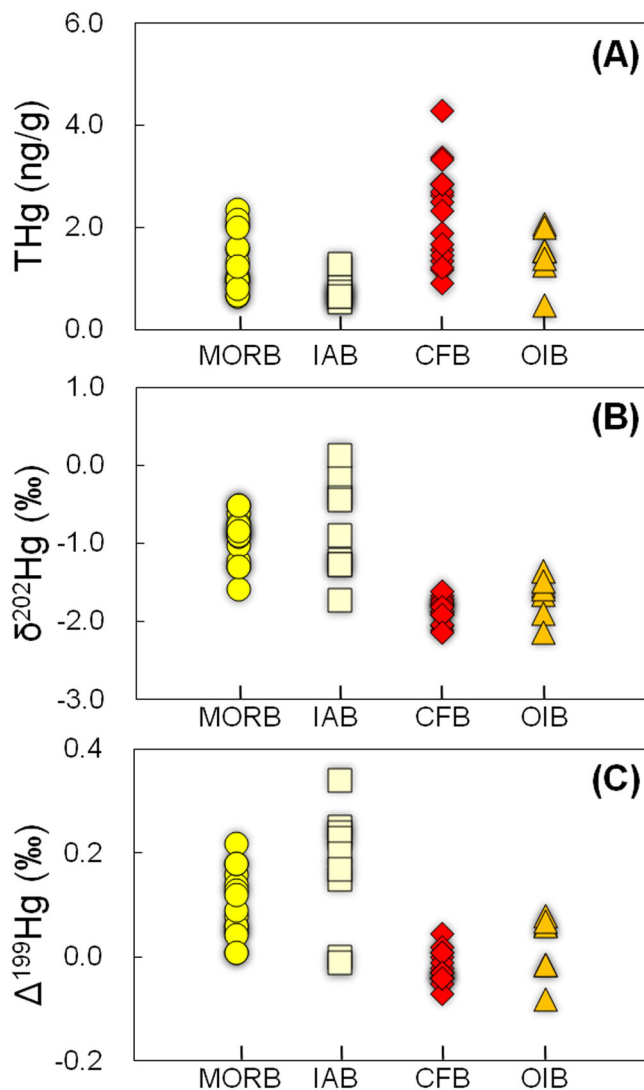 (A)
THg (ng/g)
6.0
4.0
2.0
0.0
MORB IAB CFB OIB
(B)
δ²⁰²Hg (‰)
1.0
0.0
-1.0
-2.0
-3.0
MORB IAB CFB OIB
(C)
Δ¹⁹⁹Hg (‰)
0.4
0.2
0.0
-0.2
MORB IAB CFB OIB